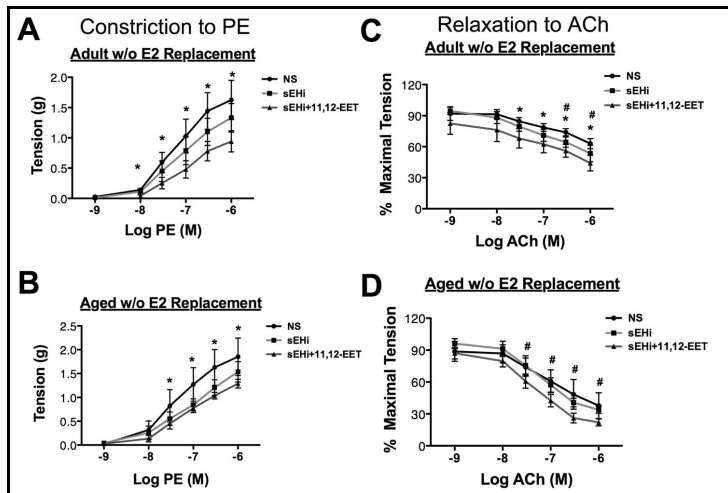 Constriction to PE
A
Adult w/o E2 Replacement
Tension (g)
2.0
1.5
1.0
0.5
0.0
* * * * *
NS
sEHi
sEHi+11,12-EET
-9 -8 -7 -6
Log PE (M)
B
Aged w/o E2 Replacement
Tension (g)
2.5
2.0
1.5
1.0
0.5
0.0
* * * *
NS
sEHi
sEHi+11,12-EET
-9 -8 -7 -6
Log PE (M)
Relaxation to ACh
C
Adult w/o E2 Replacement
% Maximal Tension
120
90
60
30
0
# #
* * * *
NS
sEHi
sEHi+11,12-EET
-9 -8 -7 -6
Log ACh (M)
D
Aged w/o E2 Replacement
% Maximal Tension
120
90
60
30
0
# # # #
NS
sEHi
sEHi+11,12-EET
-9 -8 -7 -6
Log ACh (M)